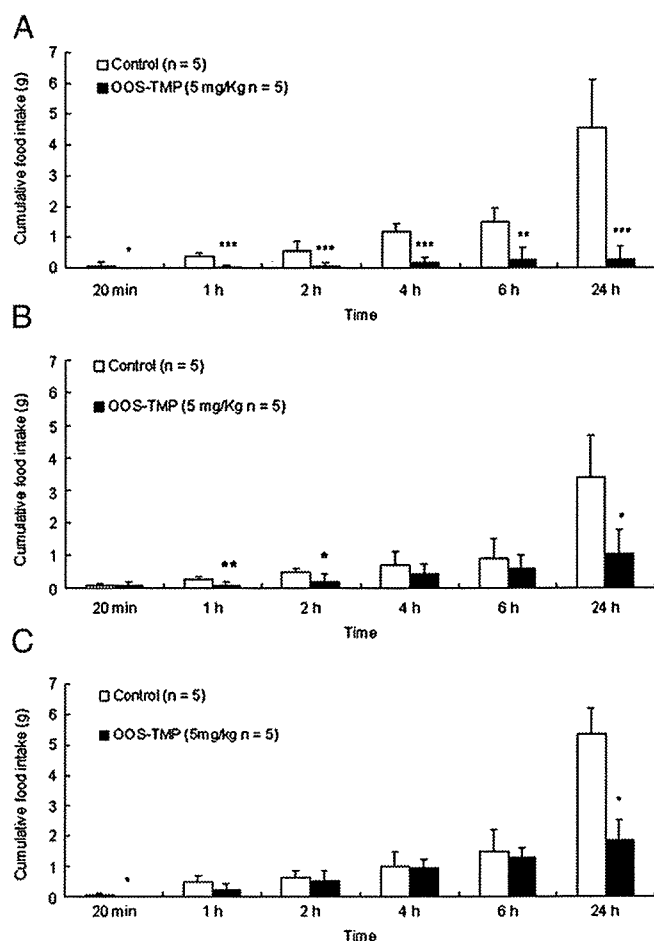 A
Cumulative food intake (g)
7
6
5
4
3
2
1
0
Control (n = 5)
OOS-TMP (5 mg/Kg n = 5)
*
***
***
***
**
***
20 min
1 h
2 h
4 h
6 h
24 h
Time
B
Cumulative food intake (g)
7
6
5
4
3
2
1
0
Control (n = 5)
OOS-TMP (5 mg/Kg n = 5)
**
*
*
20 min
1 h
2 h
4 h
6 h
24 h
Time
C
Cumulative food intake (g)
7
6
5
4
3
2
1
0
Control (n = 5)
OOS-TMP (5mg/kg n = 5)
*
*
20 min
1 h
2 h
4 h
6 h
24 h
Time